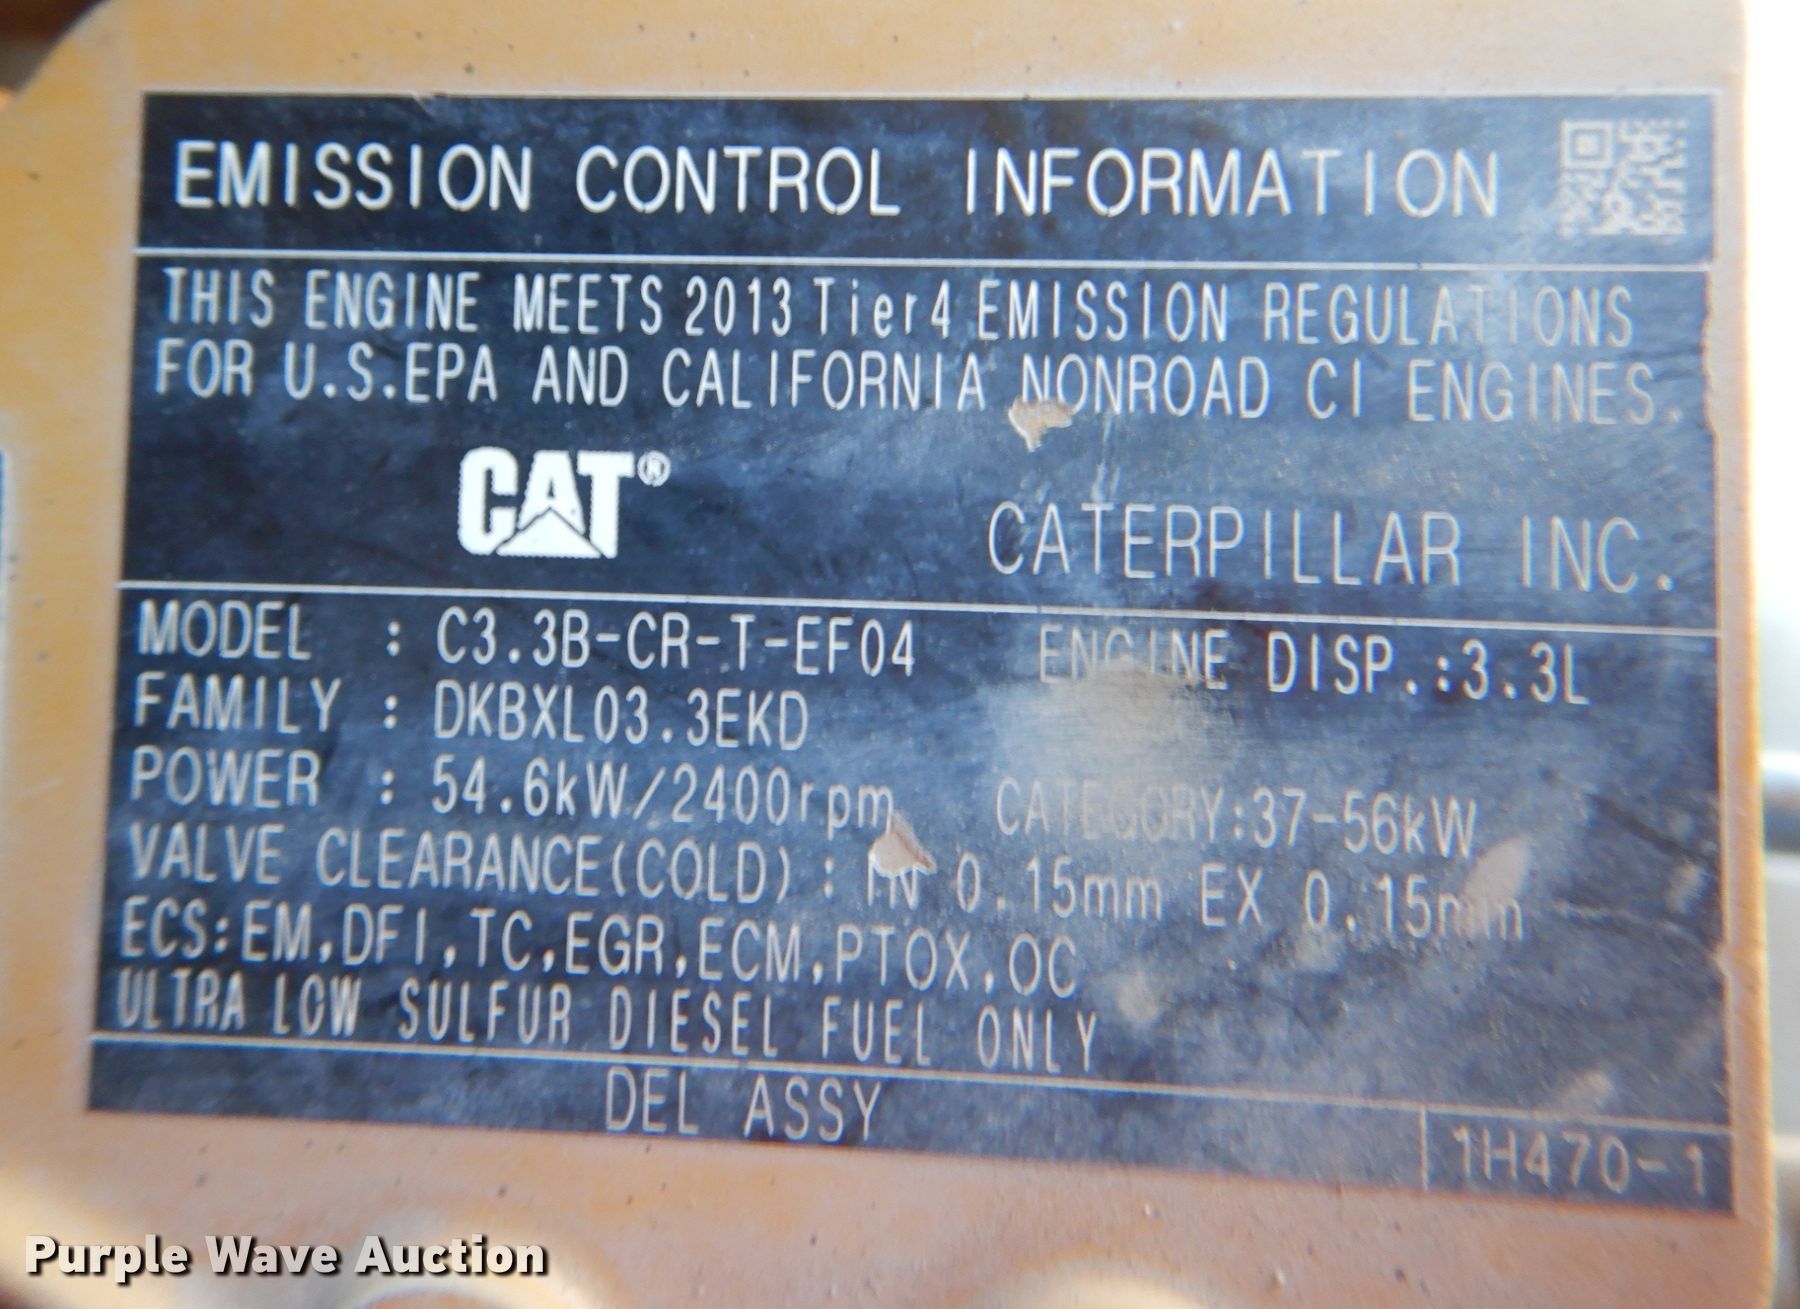 EMISSION CONTROL INFORMATION
THIS ENGINE MEETS 2013 Tier4 EMISSION REGULATIONS
FOR U.S.EPA AND CALIFORNIA NONROAD CI ENGINES.
CAT®
CATERPILLAR INC.
MODEL : C3.3B-CR-T-EF04 ENGINE DISP.:3.3L
FAMILY : DKBXL03.3EKD
POWER : 54.6kW/2400rpm CATEGORY:37-56kW
VALVE CLEARANCE(COLD) : IN 0.15mm EX 0.15mm
ECS:EM,DFI,TC,EGR,ECM,PTOX,OC
ULTRA LOW SULFUR DIESEL FUEL ONLY
DEL ASSY
1H470-1
Purple Wave Auction